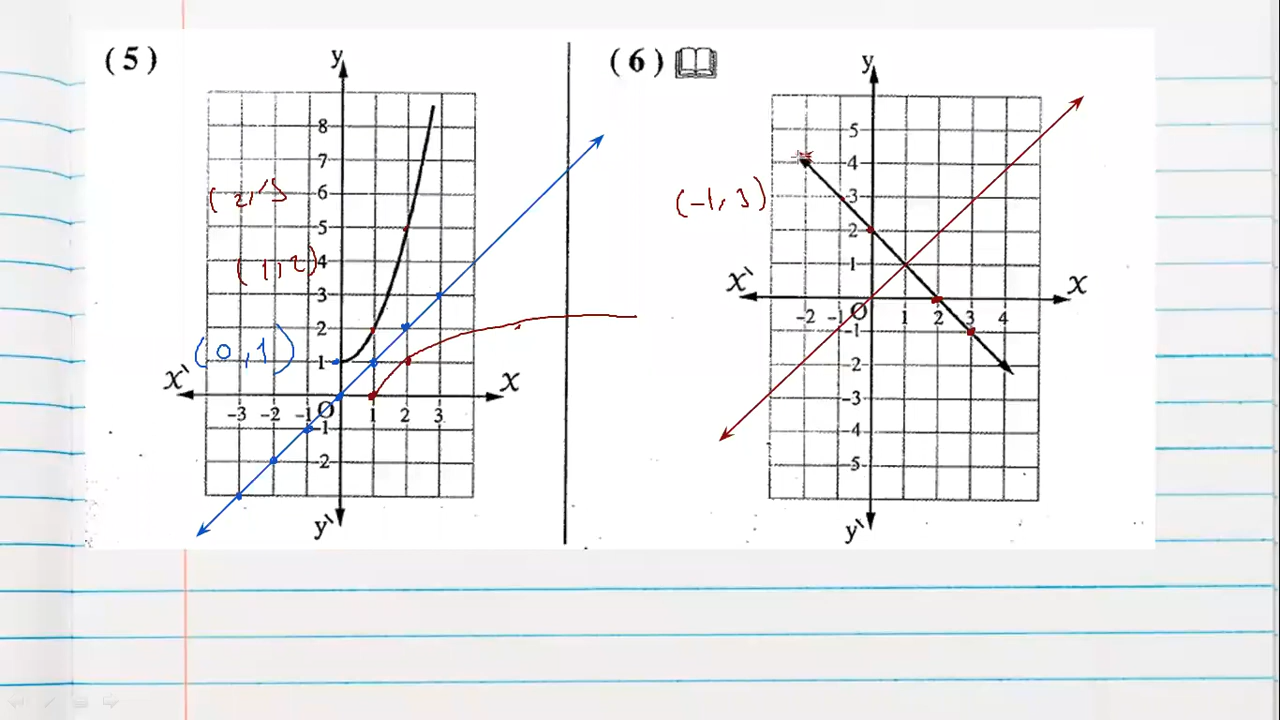 (5)
y
8
7
6
5
4
3
2
1
-1
-2
x'
-3 -2 -1 O 1 2 3
x
y'
(1,2)
(0,1)
(6)
y
5
4
3
2
1
-1
-2
-3
-4
-5
(-1,3)
x'
-2 -1 O 1 2 3 4
x
y'